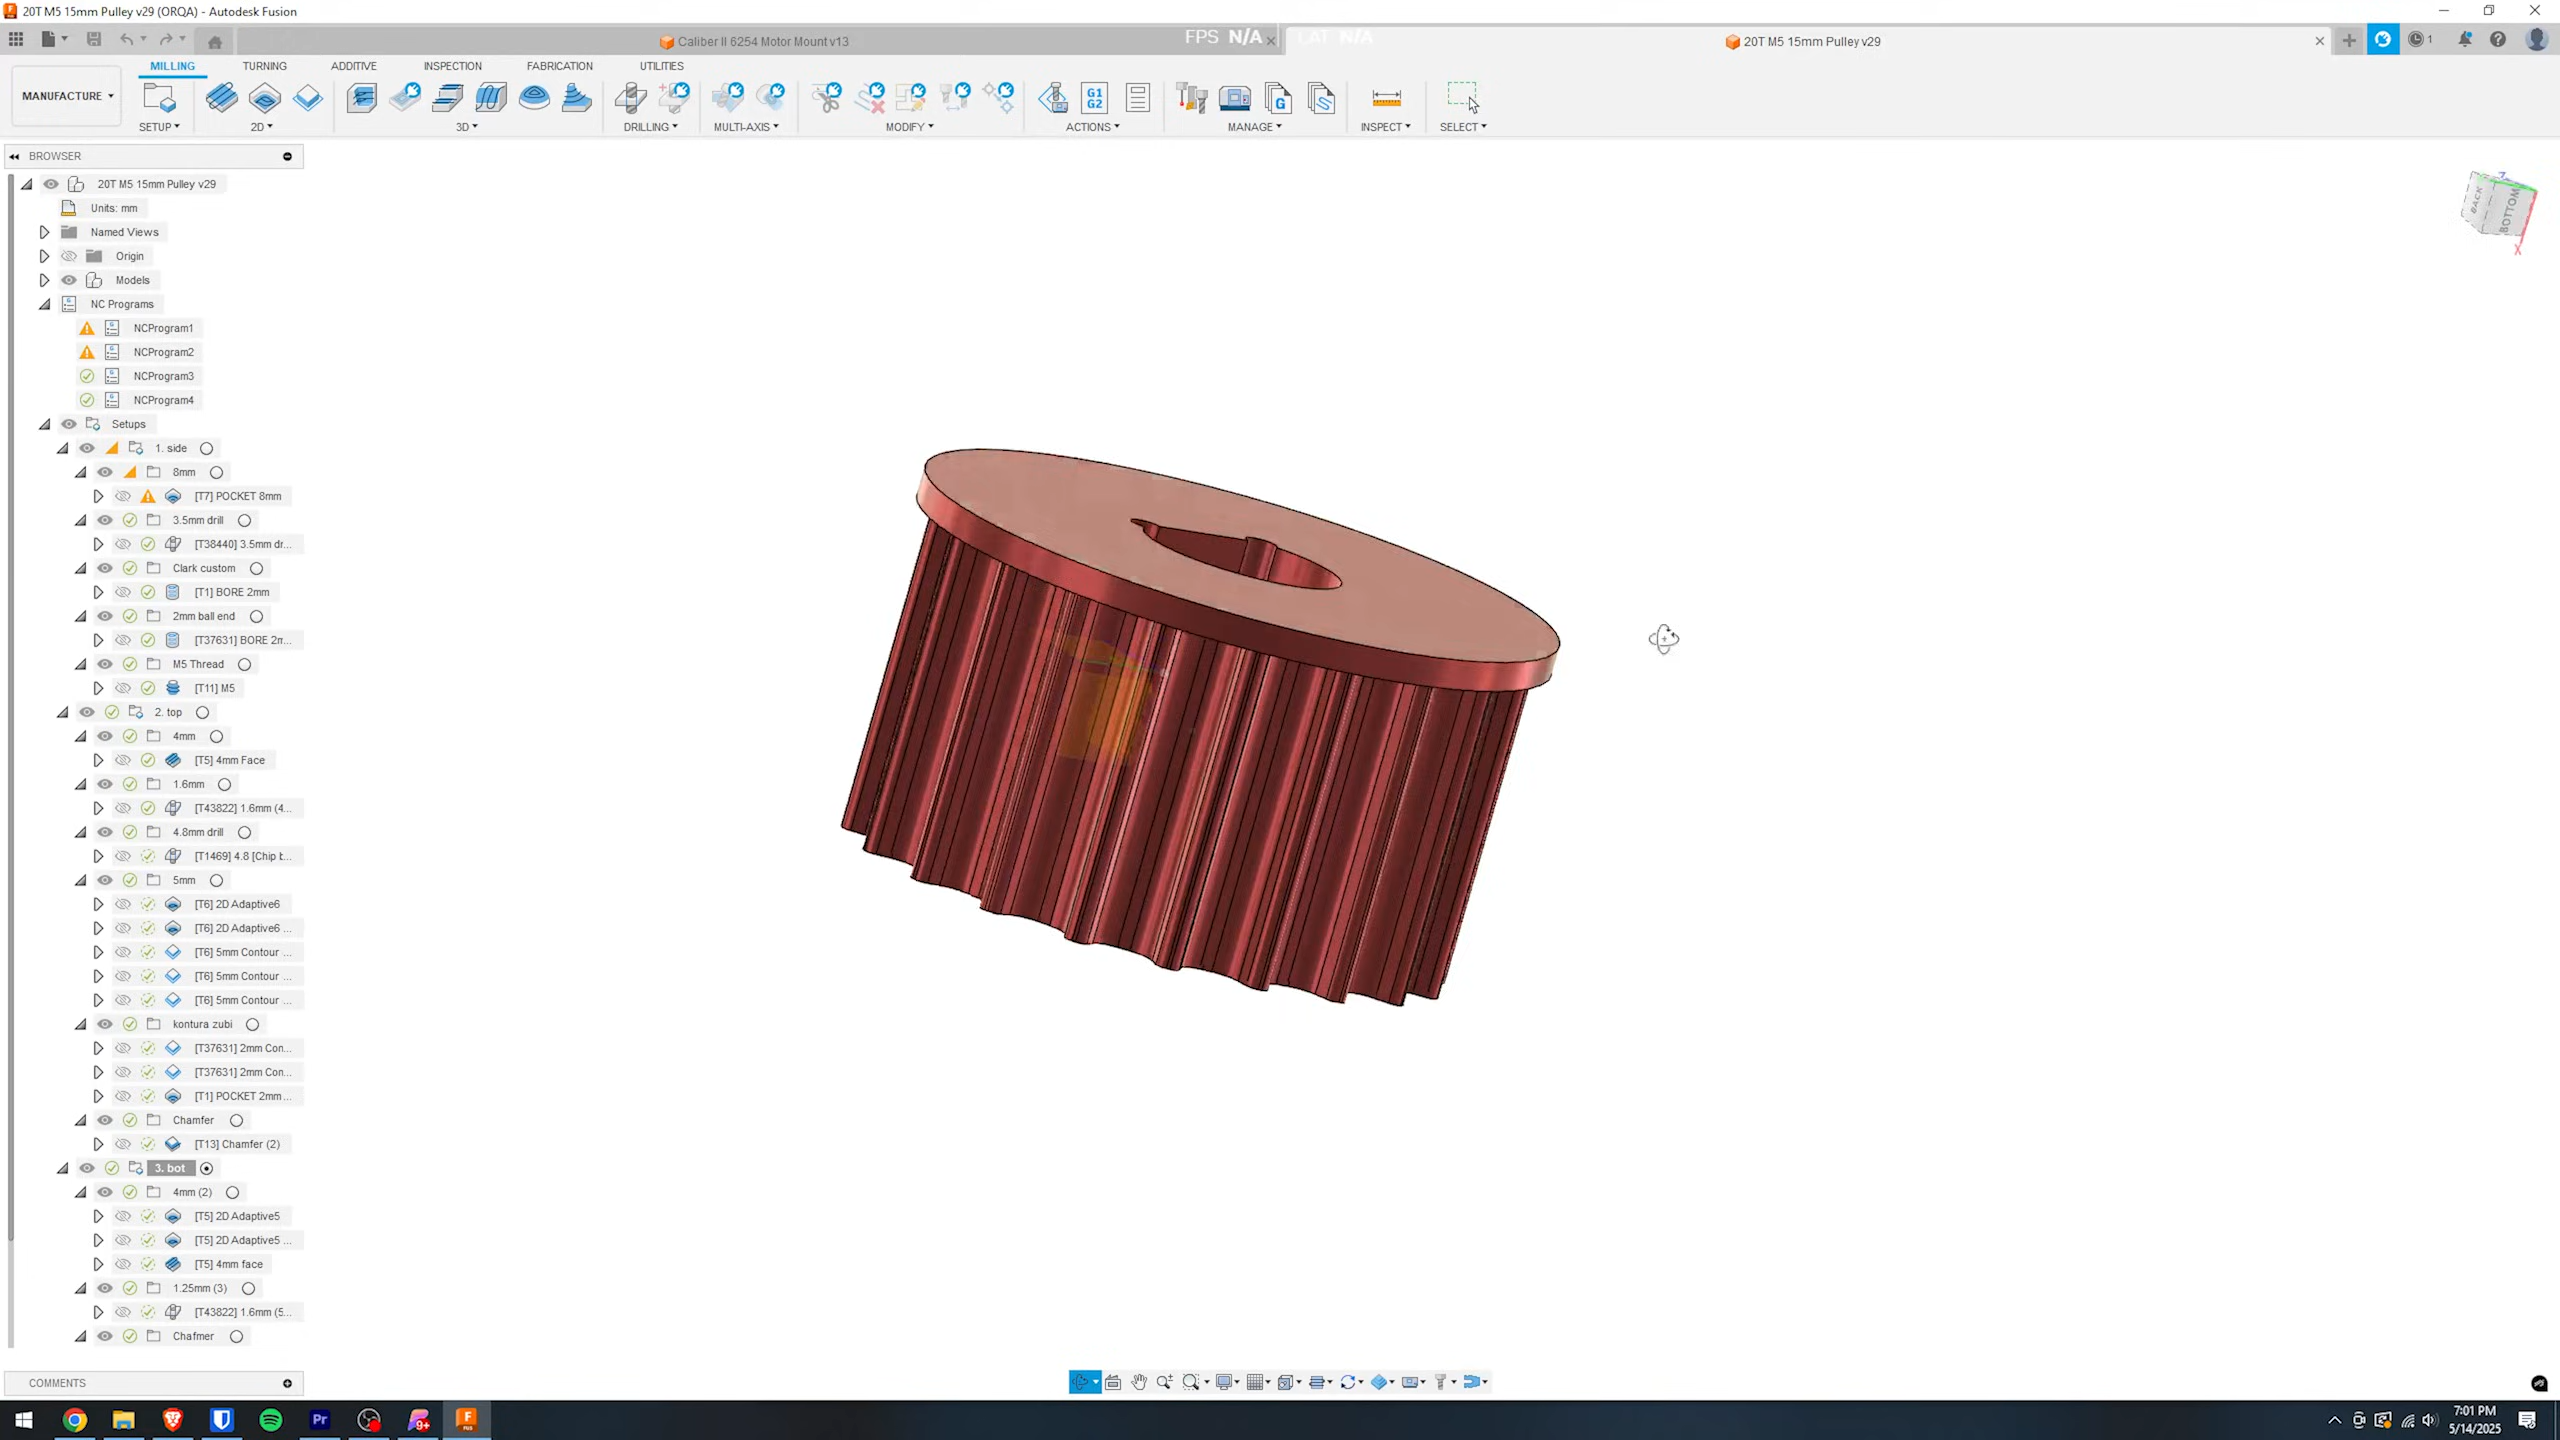 20T M5 15mm Pulley v29 (ORQA) - Autodesk Fusion
Caliber II 6254 Motor Mount v13
FPS N/A
LAT N/A
20T M5 15mm Pulley v29
1
MILLING
TURNING
ADDITIVE
INSPECTION
FABRICATION
UTILITIES
MANUFACTURE
G1
G2
G
SETUP
2D
3D
DRILLING
MULTI-AXIS
MODIFY
ACTIONS
MANAGE
INSPECT
SELECT
BROWSER
20T M5 15mm Pulley v29
Units: mm
Named Views
Origin
Models
NC Programs
NCProgram1
NCProgram2
NCProgram3
NCProgram4
Setups
1. side
8mm
[T7] POCKET 8mm
3.5mm drill
[T38440] 3.5mm dr...
Clark custom
[T1] BORE 2mm
2mm ball end
[T37631] BORE 2m...
M5 Thread
[T11] M5
2. top
4mm
[T5] 4mm Face
1.6mm
[T43822] 1.6mm (4...
4.8mm drill
[T1469] 4.8 [Chip b...
5mm
[T6] 2D Adaptive6
[T6] 2D Adaptive6 ...
[T6] 5mm Contour ...
[T6] 5mm Contour ...
[T6] 5mm Contour ...
kontura zubi
[T37631] 2mm Con...
[T37631] 2mm Con...
[T1] POCKET 2mm ...
Chamfer
[T13] Chamfer (2)
3. bot
4mm (2)
[T5] 2D Adaptive5
[T5] 2D Adaptive5 ...
[T5] 4mm face
1.25mm (3)
[T43822] 1.6mm (5...
Chafmer
BACK
BOTTOM
Z
X
COMMENTS
Pr
9+
F
7:01 PM
5/14/2025